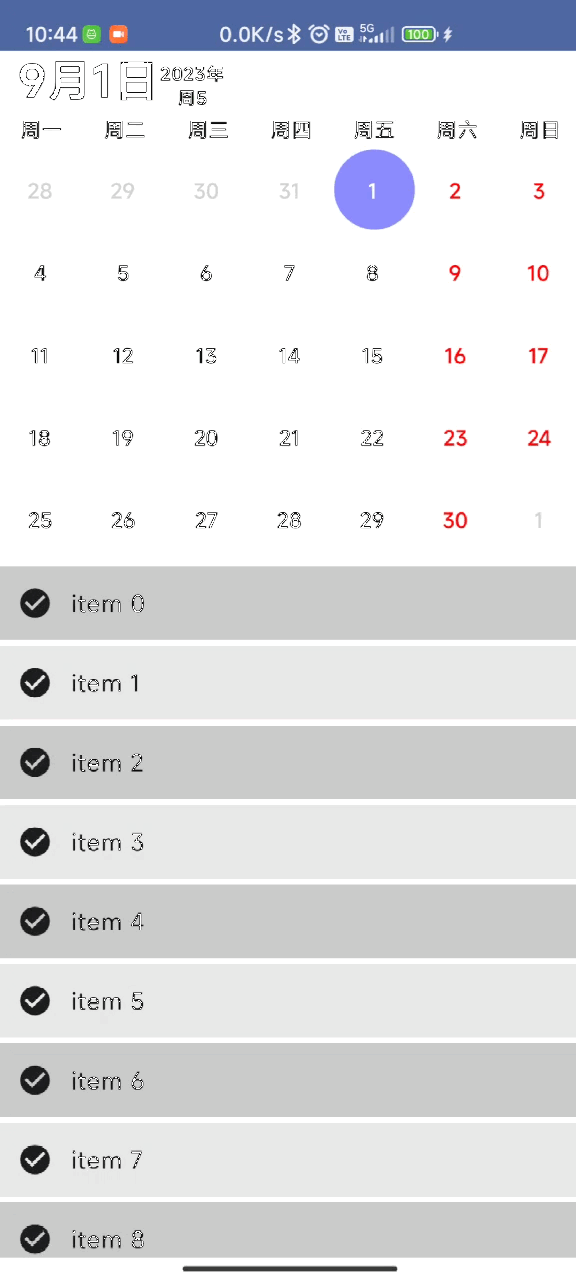 10:44 0.0K/s Vo LTE 5G 100
9月1日 2023年
周5
周一 周二 周三 周四 周五 周六 周日
28 29 30 31 1 2 3
4 5 6 7 8 9 10
11 12 13 14 15 16 17
18 19 20 21 22 23 24
25 26 27 28 29 30 1
item 0
item 1
item 2
item 3
item 4
item 5
item 6
item 7
item 8